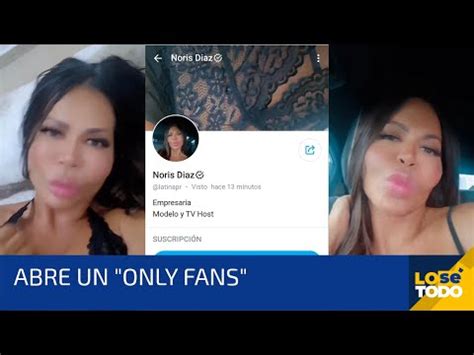 Noris Diaz
Noris Diaz
@latinapr · Visto hace 13 minutos
Empresaria
Modelo y TV Host
SUSCRIPCIÓN
ABRE UN "ONLY FANS"
LO sé
TODO